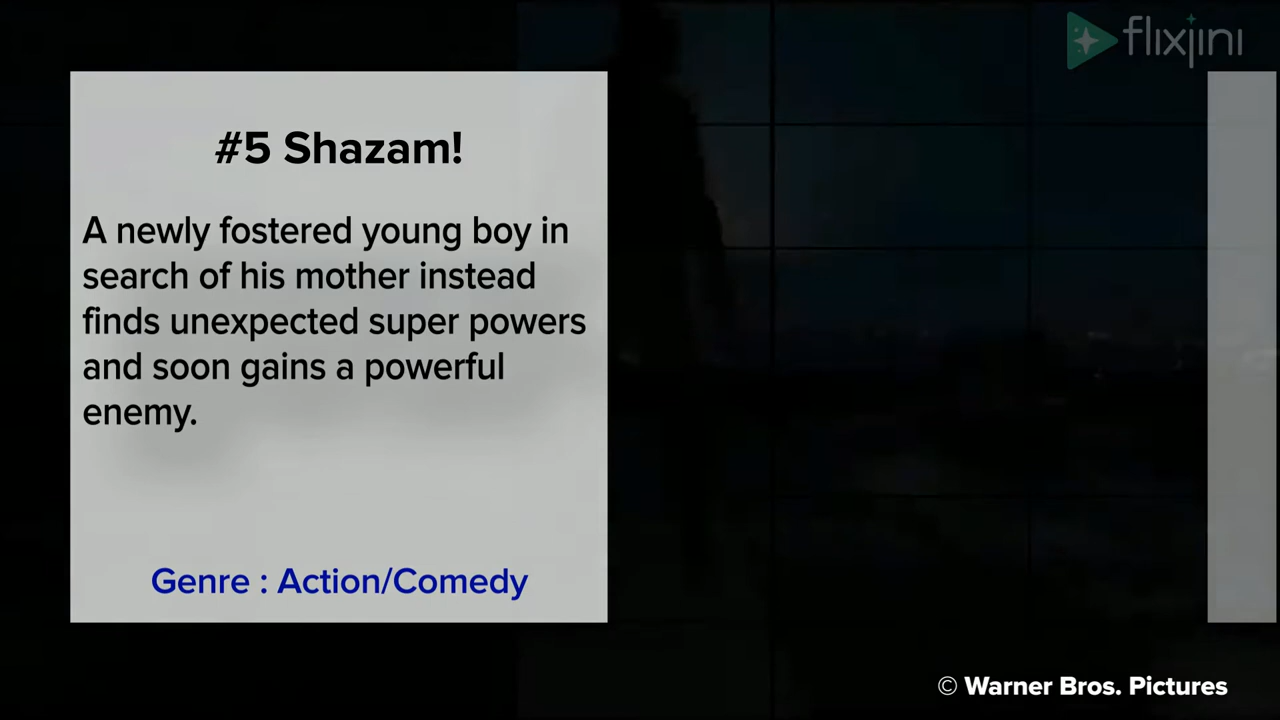 flixjini
#5 Shazam!
A newly fostered young boy in
search of his mother instead
finds unexpected super powers
and soon gains a powerful
enemy.
Genre : Action/Comedy
© Warner Bros. Pictures